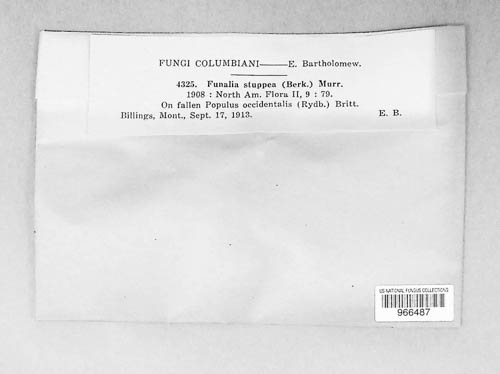 FUNGI COLUMBIANI——E. Bartholomew.
4325. Funalia stuppea (Berk.) Murr.
1908 : North Am. Flora II, 9 : 79.
On fallen Populus occidentalis (Rydb.) Britt.
Billings, Mont., Sept. 17, 1913. E. B.
US NATIONAL FUNGUS COLLECTIONS
966487